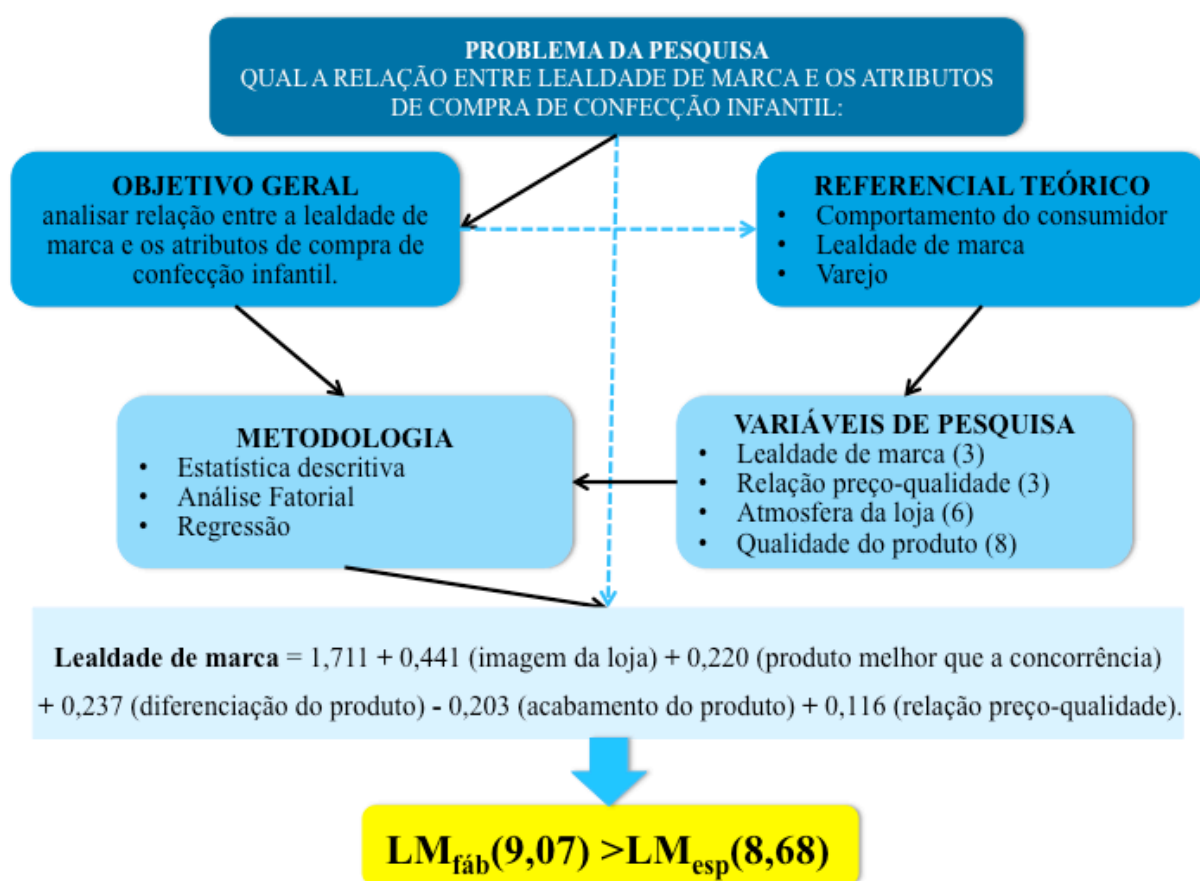 PROBLEMA DA PESQUISA
QUAL A RELAÇÃO ENTRE LEALDADE DE MARCA E OS ATRIBUTOS
DE COMPRA DE CONFECÇÃO INFANTIL:
OBJETIVO GERAL
analisar relação entre a lealdade de
marca e os atributos de compra de
confecção infantil.
REFERENCIAL TEÓRICO
• Comportamento do consumidor
• Lealdade de marca
• Varejo
METODOLOGIA
• Estatística descritiva
• Análise Fatorial
• Regressão
VARIÁVEIS DE PESQUISA
• Lealdade de marca (3)
• Relação preço-qualidade (3)
• Atmosfera da loja (6)
• Qualidade do produto (8)
Lealdade de marca = 1,711 + 0,441 (imagem da loja) + 0,220 (produto melhor que a concorrência)
+ 0,237 (diferenciação do produto) - 0,203 (acabamento do produto) + 0,116 (relação preço-qualidade).
LMfáb(9,07) >LMesp(8,68)